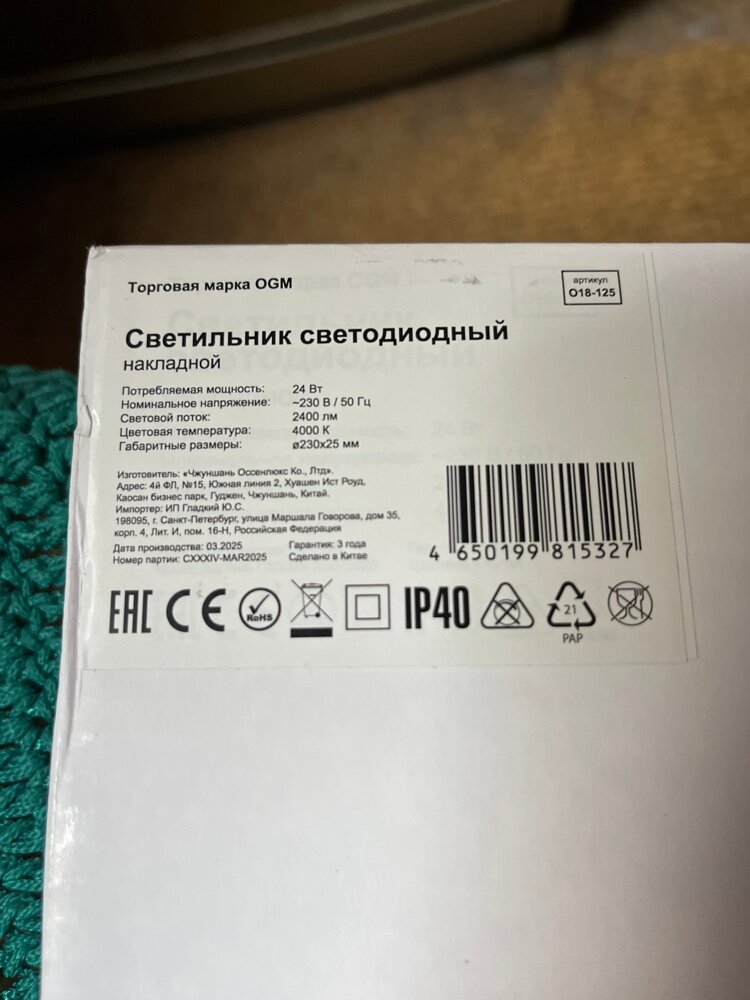 Торговая марка OGM
артикул
O18-125
Светильник светодиодный
накладной
Потребляемая мощность: 24 Вт
Номинальное напряжение: ~230 В / 50 Гц
Световой поток: 2400 лм
Цветовая температура: 4000 К
Габаритные размеры: ø230х25 мм
Изготовитель: «Чжуншань Оссенлюкс Ко., Лтд».
Адрес: 4й ФЛ, №15, Южная линия 2, Хуашен Ист Роуд,
Каосан бизнес парк, Гуджен, Чжуншань, Китай.
Импортер: ИП Гладкий Ю.С.
198095, г. Санкт-Петербург, улица Маршала Говорова, дом 35,
корп. 4, Лит. И, пом. 16-Н, Российская Федерация
Дата производства: 03.2025 Гарантия: 3 года
Номер партии: CXXXIV-MAR2025 Сделано в Китае
4 650199 815327
EAC CE RoHS IP40 21
PAP